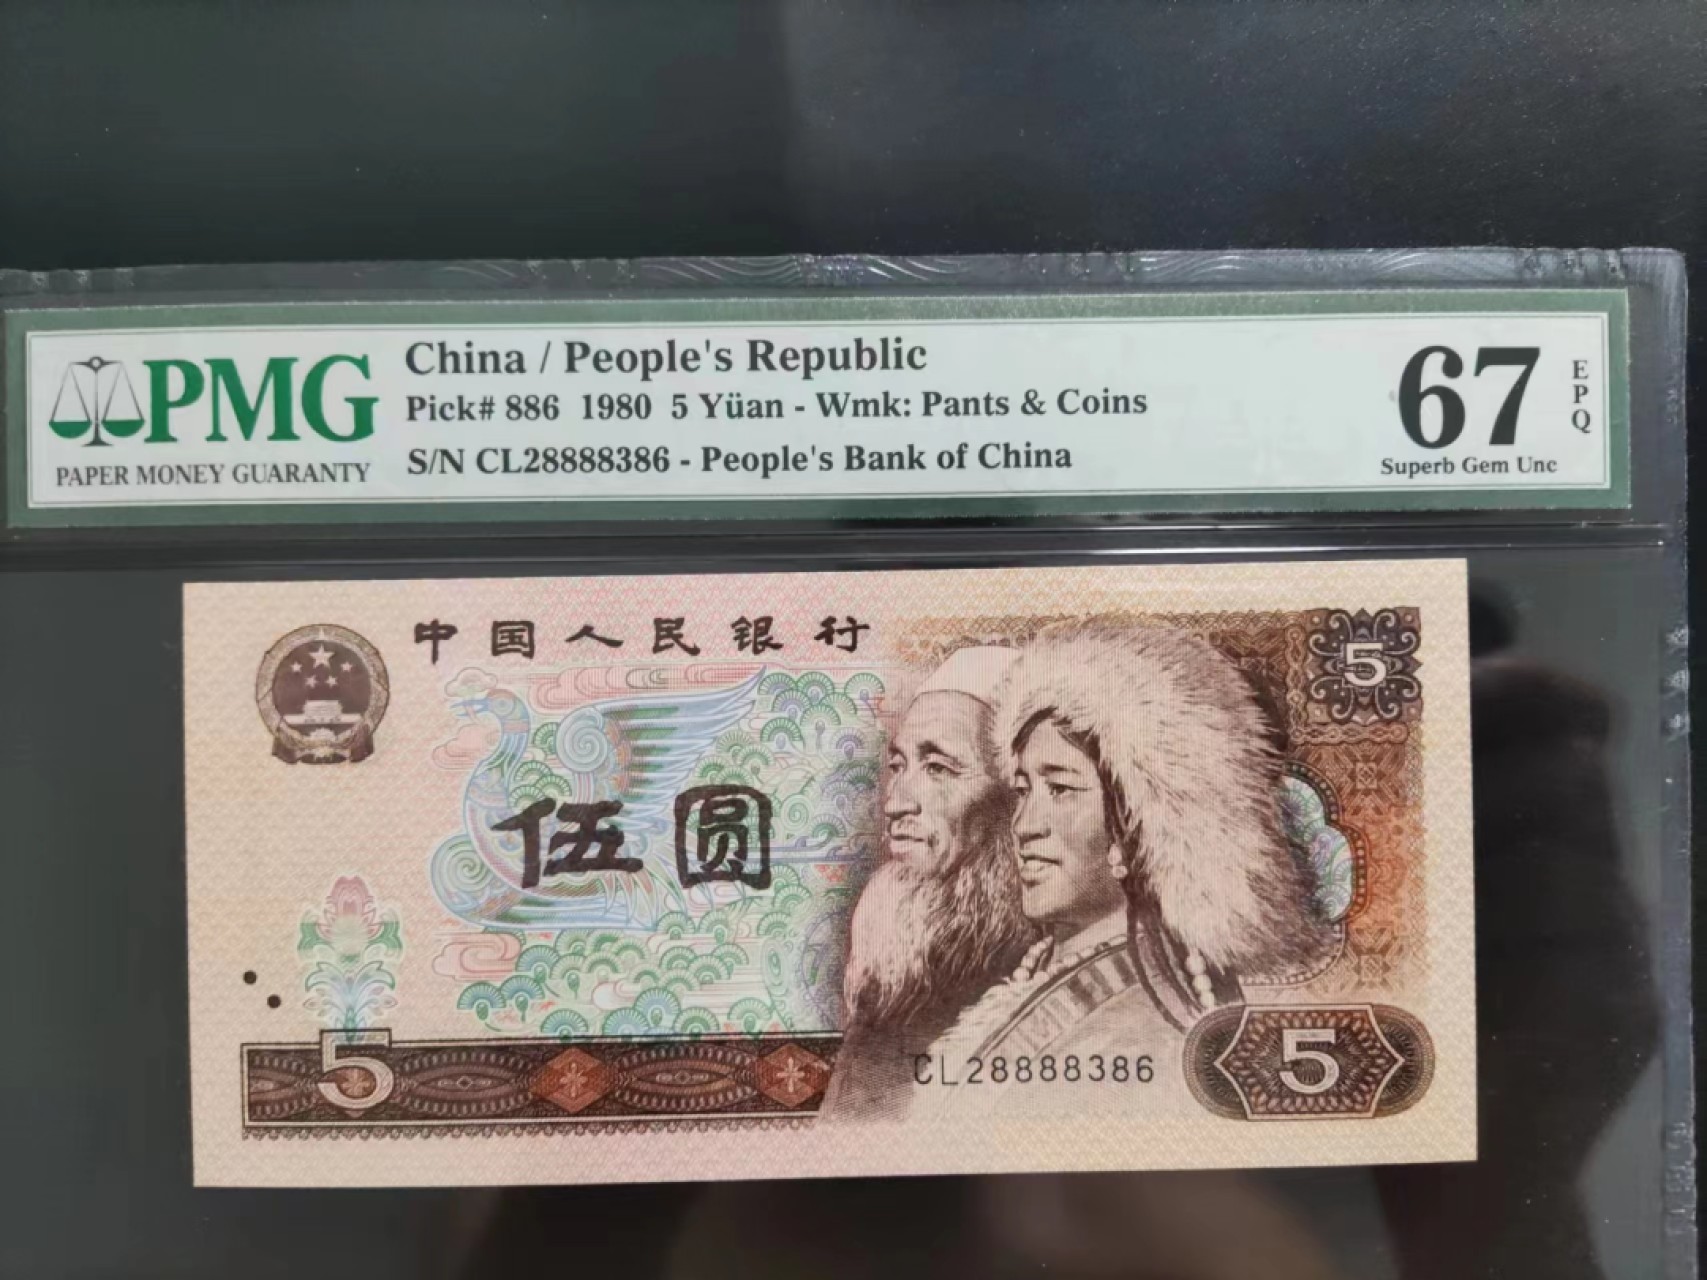 PMG
PAPER MONEY GUARANTY
China / People's Republic
Pick# 886 1980 5 Yüan - Wmk: Pants & Coins
S/N CL28888386 - People's Bank of China
67
EPQ
Superb Gem Unc
中国人民银行
5
伍圆
5
CL28888386
5